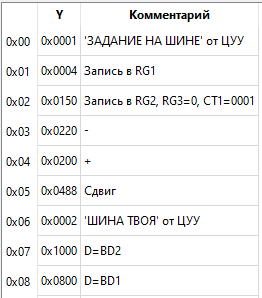 Y Комментарий
0x00 0x0001 'ЗАДАНИЕ НА ШИНЕ' от ЦУУ
0x01 0x0004 Запись в RG1
0x02 0x0150 Запись в RG2, RG3=0, CT1=0001
0x03 0x0220 -
0x04 0x0200 +
0x05 0x0488 Сдвиг
0x06 0x0002 'ШИНА ТВОЯ' от ЦУУ
0x07 0x1000 D=BD2
0x08 0x0800 D=BD1